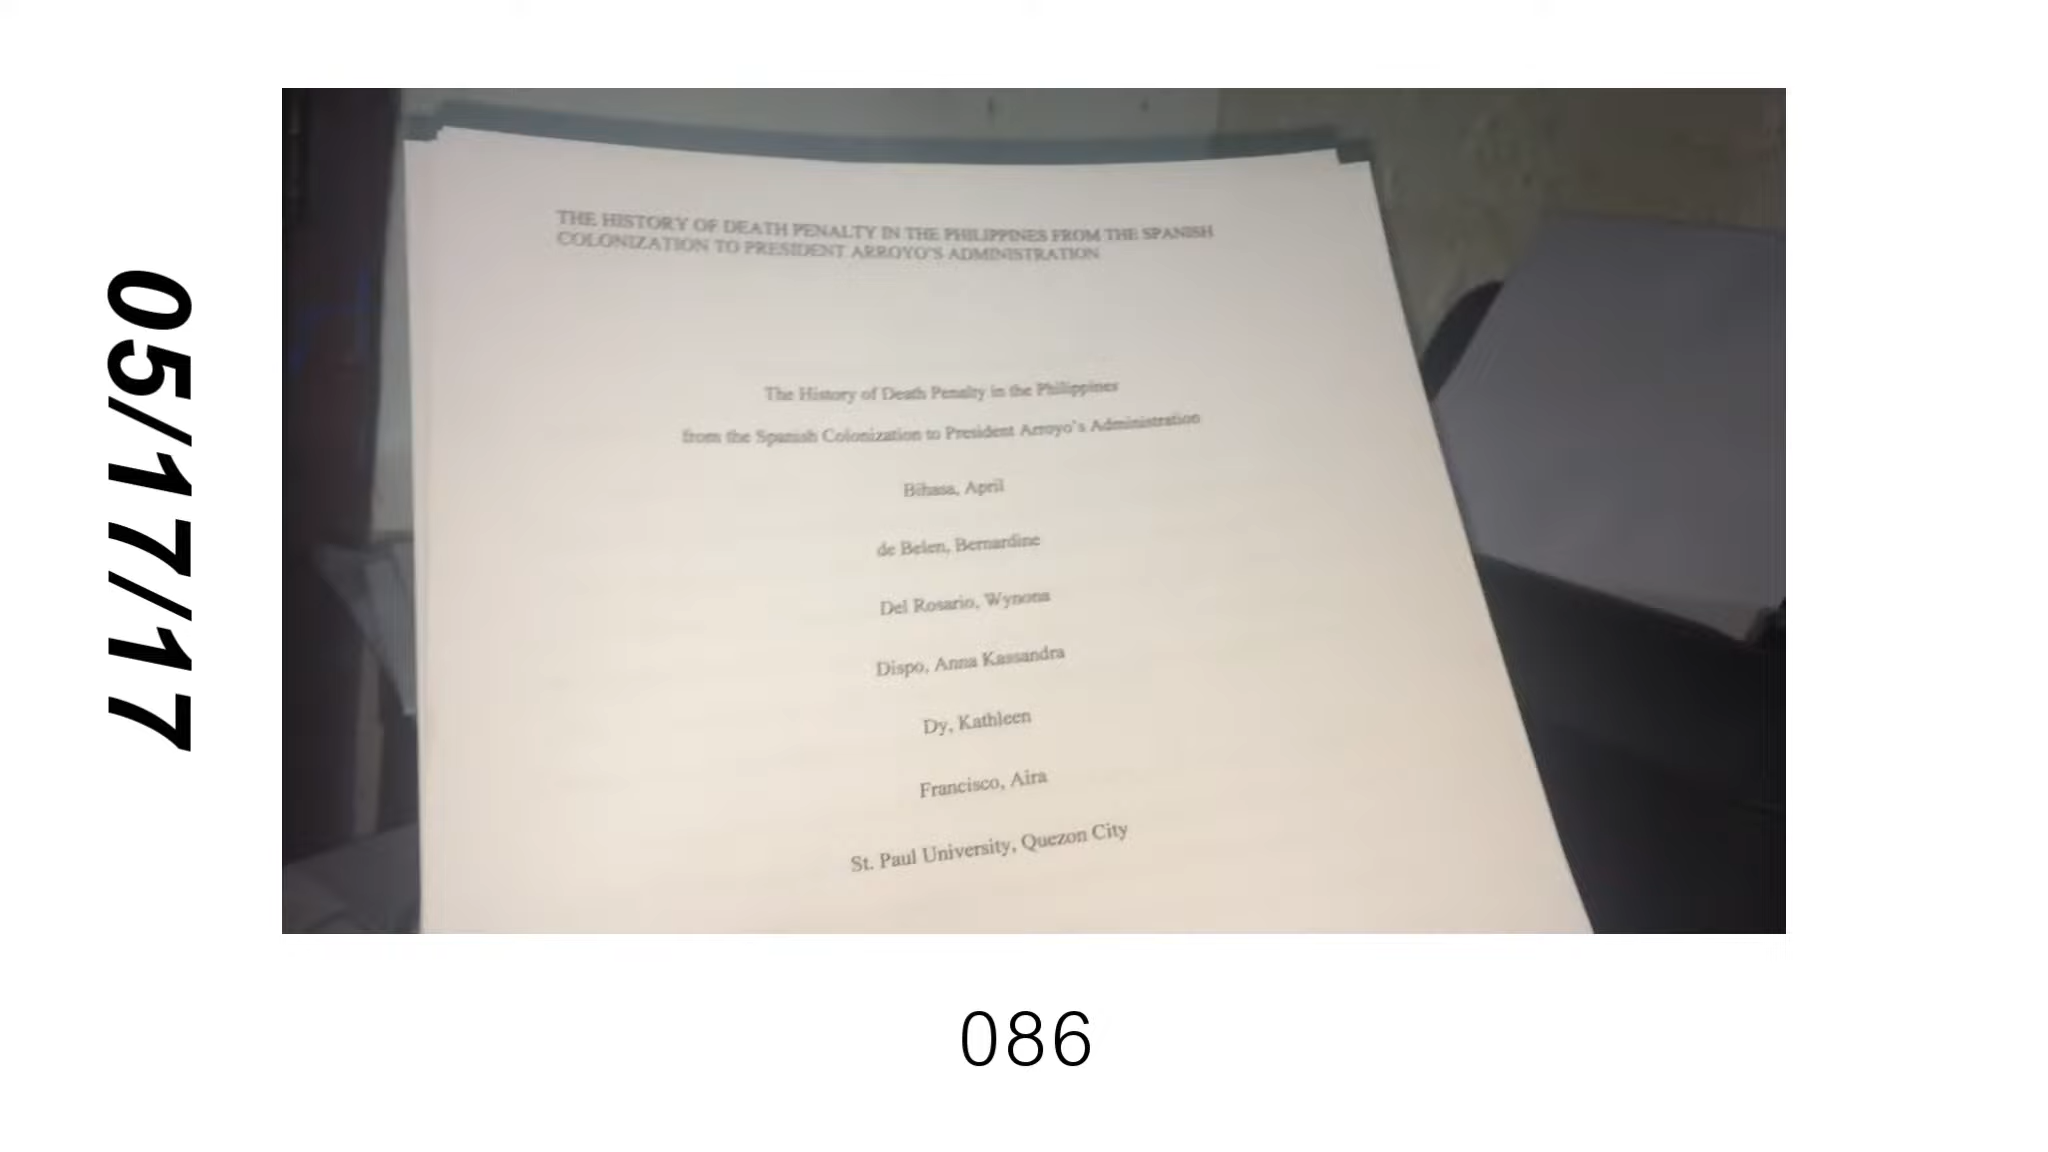 05/17/17
THE HISTORY OF DEATH PENALTY IN THE PHILIPPINES FROM THE SPANISH
COLONIZATION TO PRESIDENT ARROYO'S ADMINISTRATION
The History of Death Penalty in the Philippines
from the Spanish Colonization to President Arroyo's Administration
Bihasa, April
de Belen, Bernardine
Del Rosario, Wynona
Dispo, Anna Kassandra
Dy, Kathleen
Francisco, Aira
St. Paul University, Quezon City
086